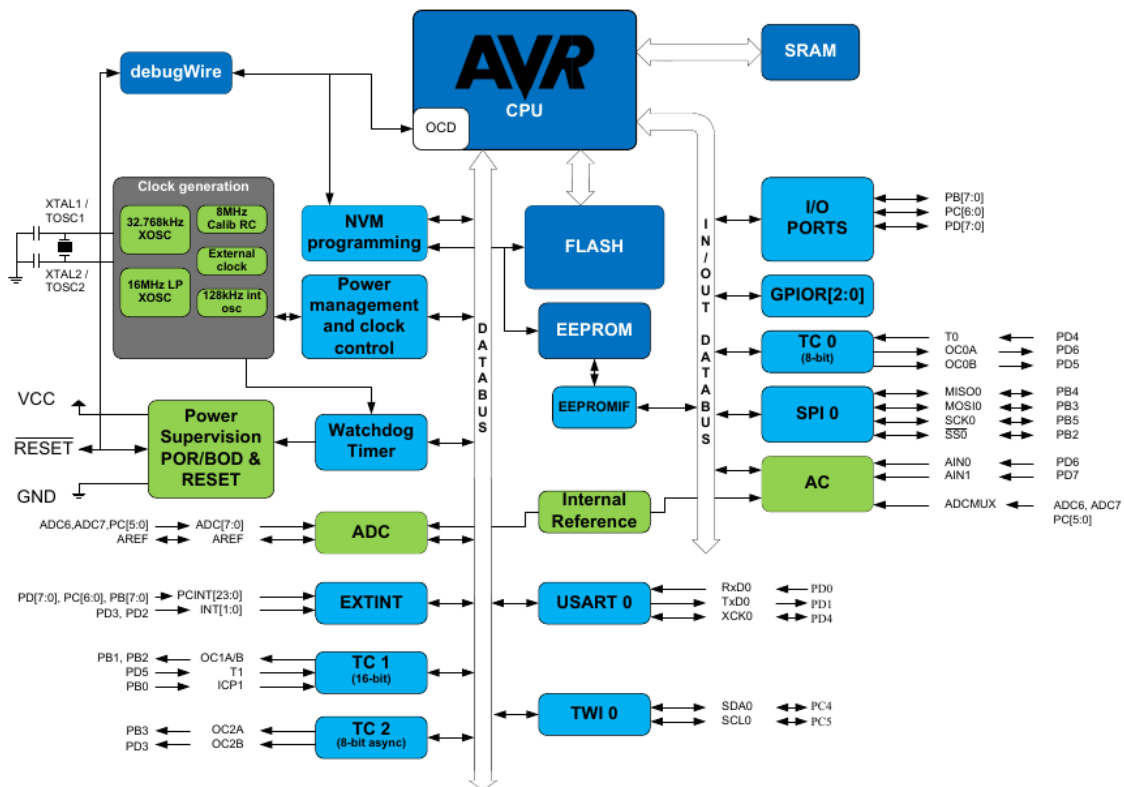 AVR
CPU
OCD
SRAM
debugWire
Clock generation
XTAL1 /
TOSC1
XTAL2 /
TOSC2
32.768kHz
XOSC
8MHz
Calib RC
External
clock
16MHz LP
XOSC
128kHz int
osc
NVM
programming
Power
management
and clock
control
FLASH
EEPROM
EEPROMIF
I/O
PORTS
PB[7:0]
PC[6:0]
PD[7:0]
GPIOR[2:0]
TC 0
(8-bit)
T0 PD4
OC0A PD6
OC0B PD5
SPI 0
MISO0 PB4
MOSI0 PB3
SCK0 PB5
SS0 PB2
AC
AIN0 PD6
AIN1 PD7
ADCMUX ADC6, ADC7
PC[5:0]
DATABUS
IN/OUT DATABUS
VCC
RESET
GND
Power
Supervision
POR/BOD &
RESET
Watchdog
Timer
Internal
Reference
ADC6,ADC7,PC[5:0] ADC[7:0]
AREF AREF
ADC
PD[7:0], PC[6:0], PB[7:0] PCINT[23:0]
PD3, PD2 INT[1:0]
EXTINT
USART 0
RxD0 PD0
TxD0 PD1
XCK0 PD4
PB1, PB2 OC1A/B
PD5 T1
PB0 ICP1
TC 1
(16-bit)
TWI 0
SDA0 PC4
SCL0 PC5
PB3 OC2A
PD3 OC2B
TC 2
(8-bit async)